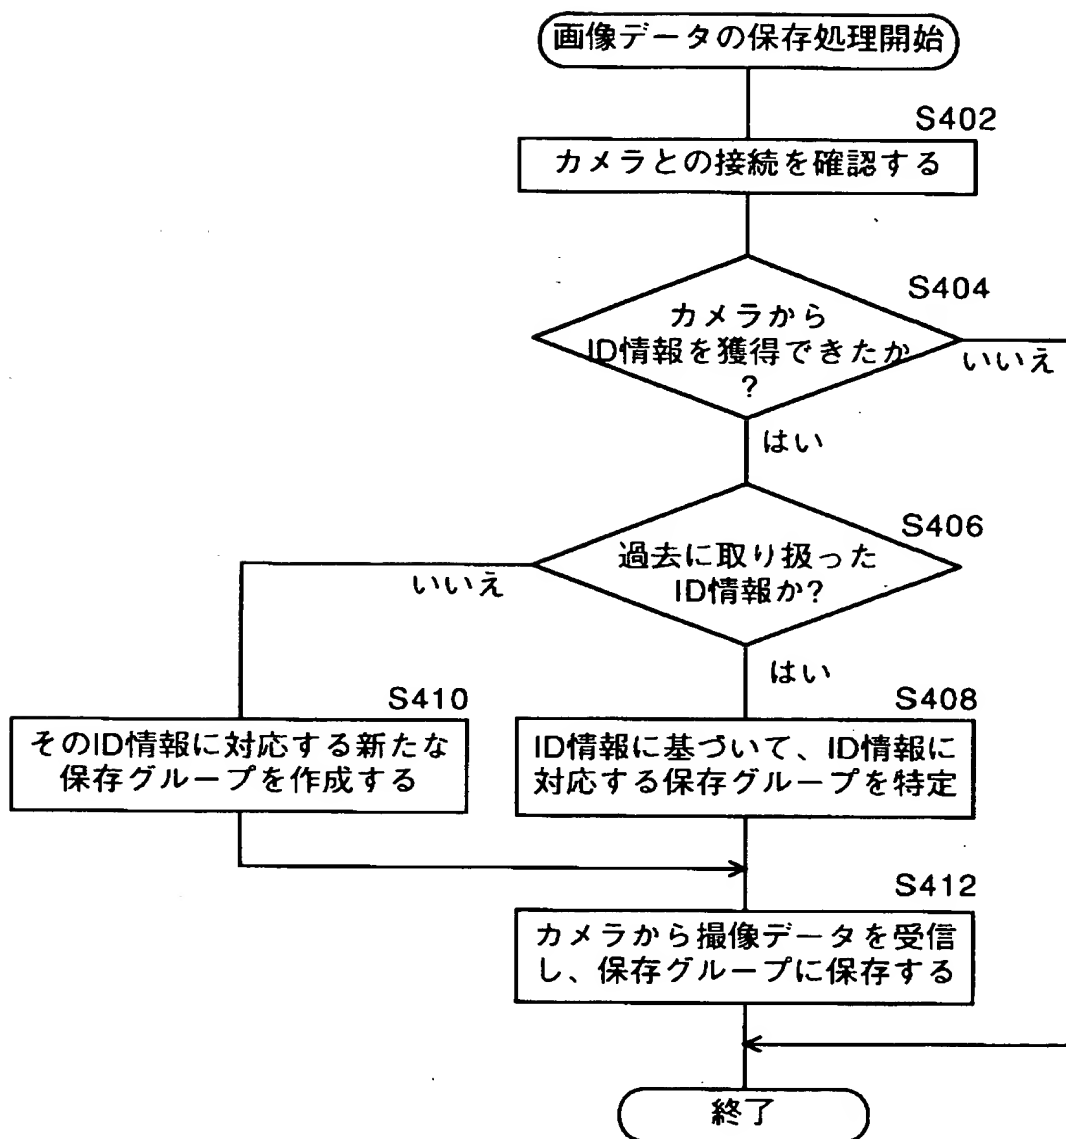 画像データの保存処理開始
S402
カメラとの接続を確認する
S404
カメラから
ID情報を獲得できたか
?
いいえ
はい
S406
過去に取り扱った
ID情報か?
いいえ
はい
S410
そのID情報に対応する新たな
保存グループを作成する
S408
ID情報に基づいて、ID情報に
対応する保存グループを特定
S412
カメラから撮像データを受信
し、保存グループに保存する
終了